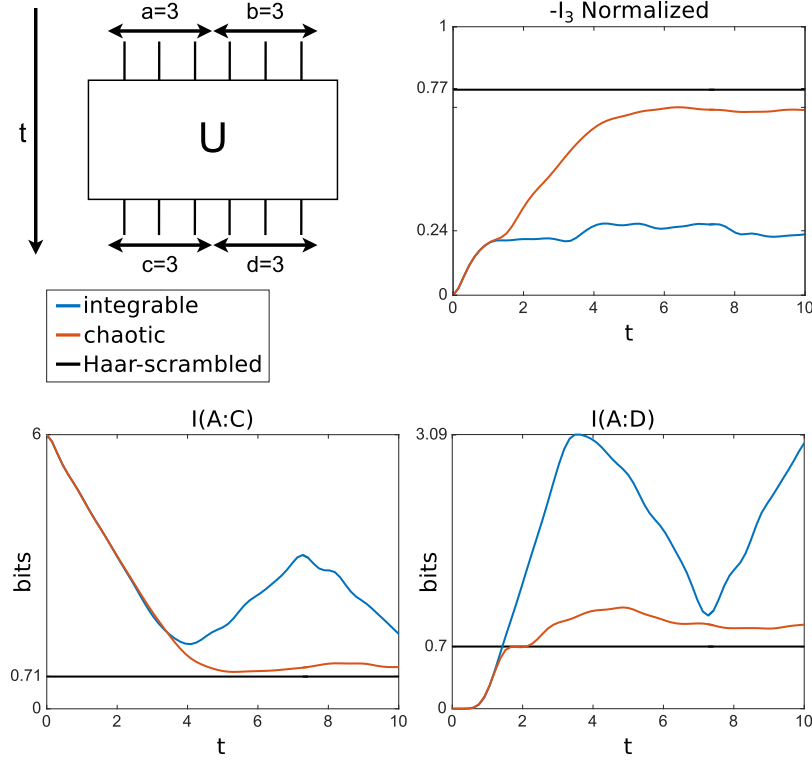 a=3 b=3
t
U
c=3 d=3
integrable
chaotic
Haar-scrambled
-I₃ Normalized
1
0.77
0.24
0
0 2 4 6 8 10
t
I(A:C)
6
bits
0.71
0
0 2 4 6 8 10
t
I(A:D)
3.09
bits
0.7
0
0 2 4 6 8 10
t